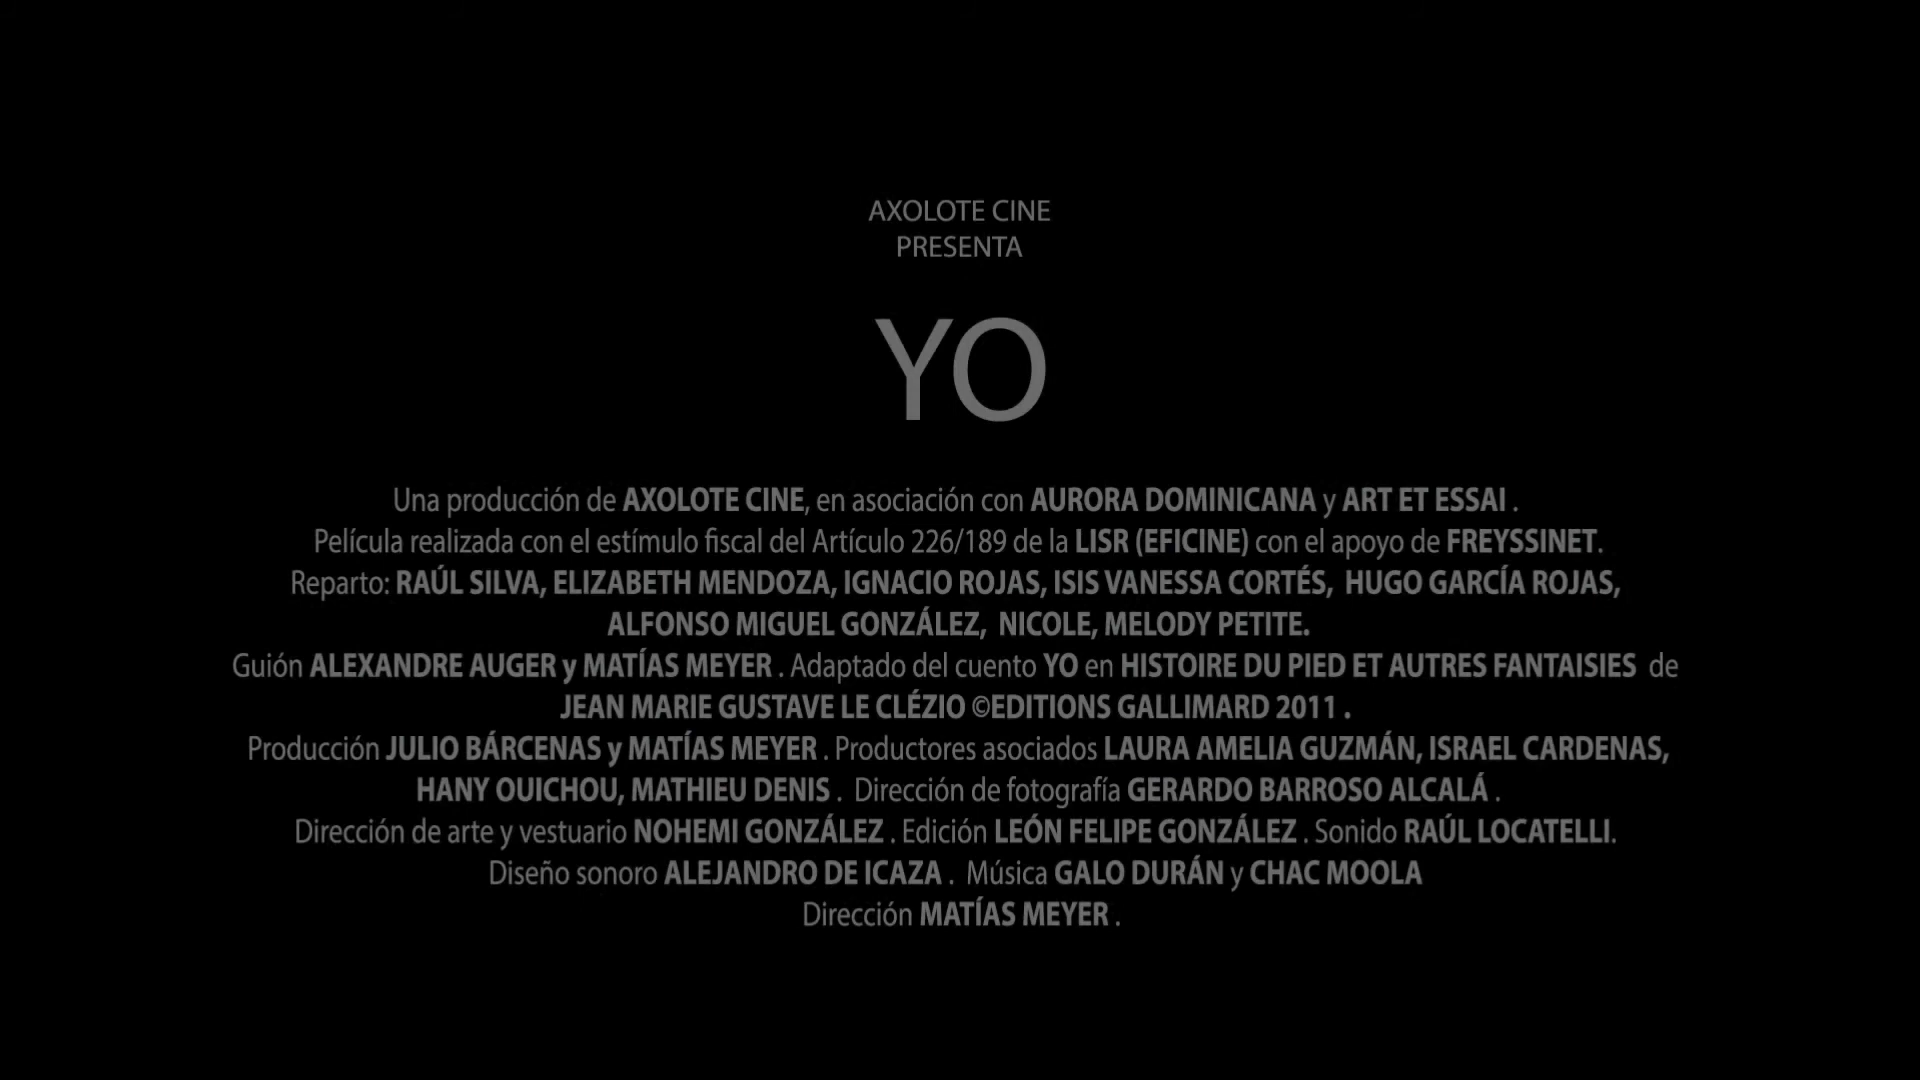 AXOLOTE CINE
PRESENTA
YO
Una producción de AXOLOTE CINE, en asociación con AURORA DOMINICANA y ART ET ESSAI .
Película realizada con el estímulo fiscal del Artículo 226/189 de la LISR (EFICINE) con el apoyo de FREYSSINET.
Reparto: RAÚL SILVA, ELIZABETH MENDOZA, IGNACIO ROJAS, ISIS VANESSA CORTÉS, HUGO GARCÍA ROJAS,
ALFONSO MIGUEL GONZÁLEZ, NICOLE, MELODY PETITE.
Guión ALEXANDRE AUGER y MATÍAS MEYER . Adaptado del cuento YO en HISTOIRE DU PIED ET AUTRES FANTAISIES de
JEAN MARIE GUSTAVE LE CLÉZIO ©EDITIONS GALLIMARD 2011 .
Producción JULIO BÁRCENAS y MATÍAS MEYER . Productores asociados LAURA AMELIA GUZMÁN, ISRAEL CARDENAS,
HANY OUICHOU, MATHIEU DENIS . Dirección de fotografía GERARDO BARROSO ALCALÁ .
Dirección de arte y vestuario NOHEMI GONZÁLEZ . Edición LEÓN FELIPE GONZÁLEZ . Sonido RAÚL LOCATELLI.
Diseño sonoro ALEJANDRO DE ICAZA . Música GALO DURÁN y CHAC MOOLA
Dirección MATÍAS MEYER .